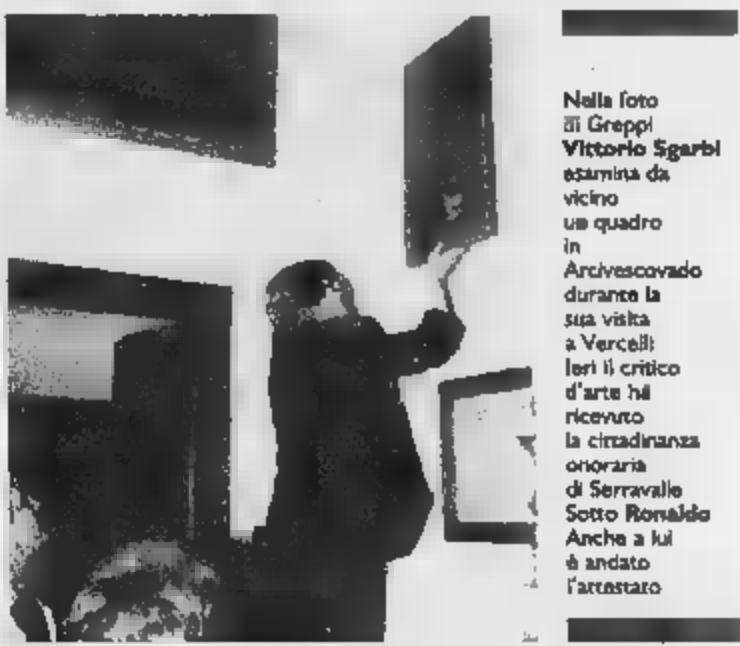 Nella foto
di Greppi
Vittorio Sgarbi
esamina da
vicino
un quadro
in
Arcivescovado
durante la
sua visita
a Vercelli
Ieri il critico
d'arte ha
ricevuto
la cittadinanza
onoraria
di Serravalle
Sotto Ronaldo
Anche a lui
è andato
l'attestato